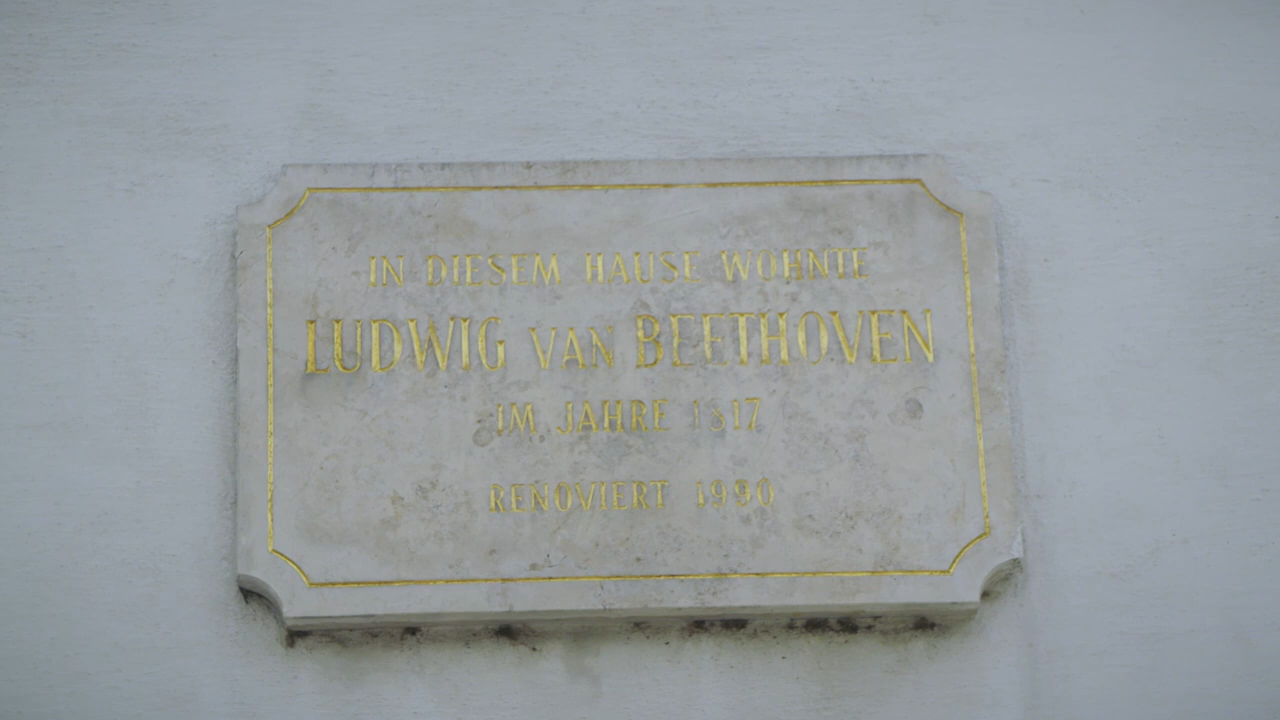 IN DIESEM HAUSE WOHNTE
LUDWIG VAN BEETHOVEN
IM JAHRE 1817
RENOVIERT 1990